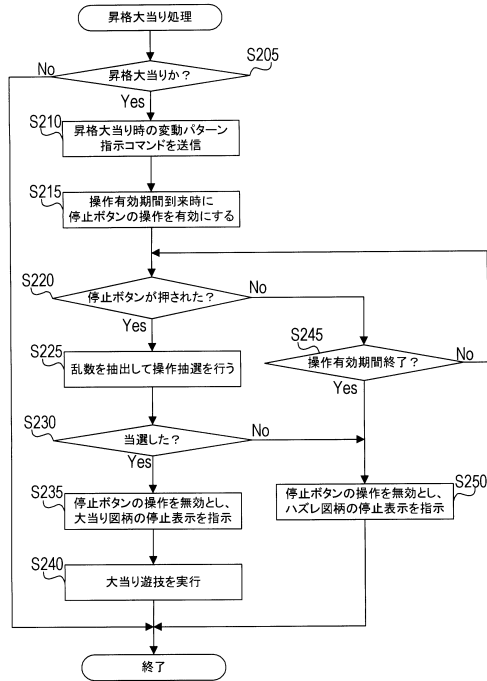 昇格大当り処理
S205
No
昇格大当りか？
Yes
S210
昇格大当り時の変動パターン
指示コマンドを送信
S215
操作有効期間到来時に
停止ボタンの操作を有効にする
S220
停止ボタンが押された？
No
Yes
S245
操作有効期間終了？
No
Yes
S225
乱数を抽出して操作抽選を行う
S230
当選した？
No
Yes
S235
停止ボタンの操作を無効とし、
大当り図柄の停止表示を指示
S250
停止ボタンの操作を無効とし、
ハズレ図柄の停止表示を指示
S240
大当り遊技を実行
終了